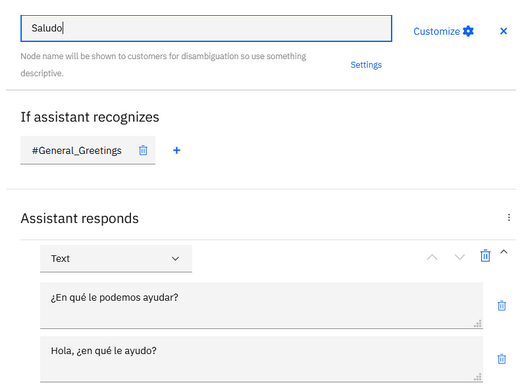 Saludo
Customize
Node name will be shown to customers for disambiguation so use something
descriptive.
Settings
If assistant recognizes
#General_Greetings
Assistant responds
Text
¿En qué le podemos ayudar?
Hola, ¿en qué le ayudo?